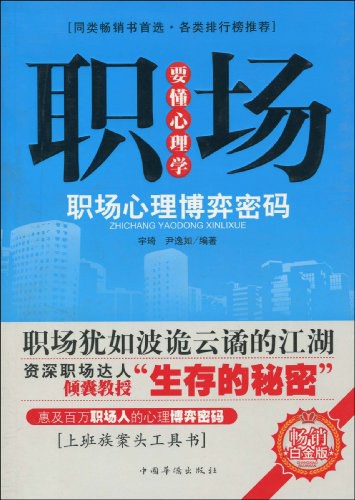 [同类畅销书首选·各类排行榜推荐]
职场
要懂心理学
职场心理博弈密码
ZHICHANG YAODONG XINLIXUE
宇琦 尹逸如/编著
职场犹如波诡云谲的江湖
资深职场达人
倾囊教授“生存的秘密”
惠及百万职场人的心理博弈密码
[上班族案头工具书]
畅销
白金版
中国华侨出版社